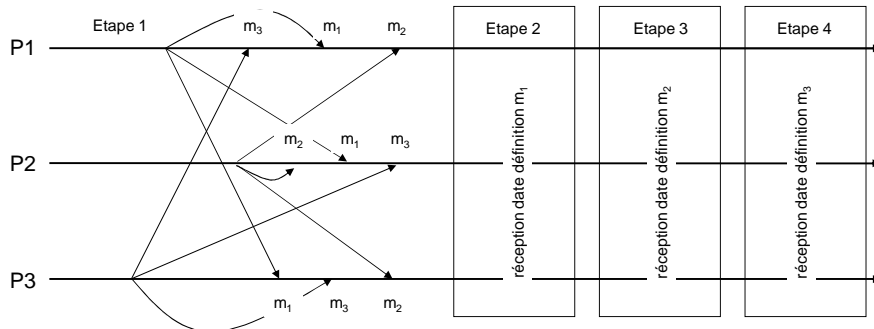 Etape 1
Etape 2
Etape 3
Etape 4
P1
m3
m1
m2
P2
m2
m1
m3
P3
m1
m3
m2
réception date définition m1
réception date définition m2
réception date définition m3